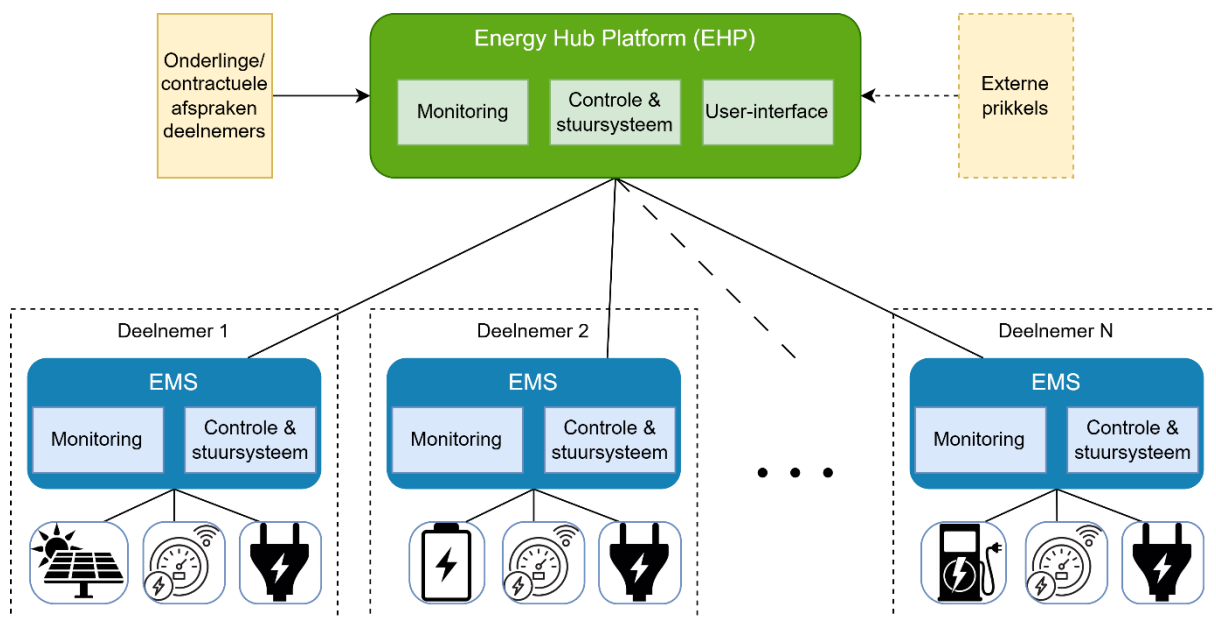 Energy Hub Platform (EHP)
Onderlinge/
contractuele
afspraken
deelnemers
Monitoring
Controle &
stuursysteem
User-interface
Externe
prikkels
Deelnemer 1
EMS
Monitoring
Controle &
stuursysteem
Deelnemer 2
EMS
Monitoring
Controle &
stuursysteem
Deelnemer N
EMS
Monitoring
Controle &
stuursysteem